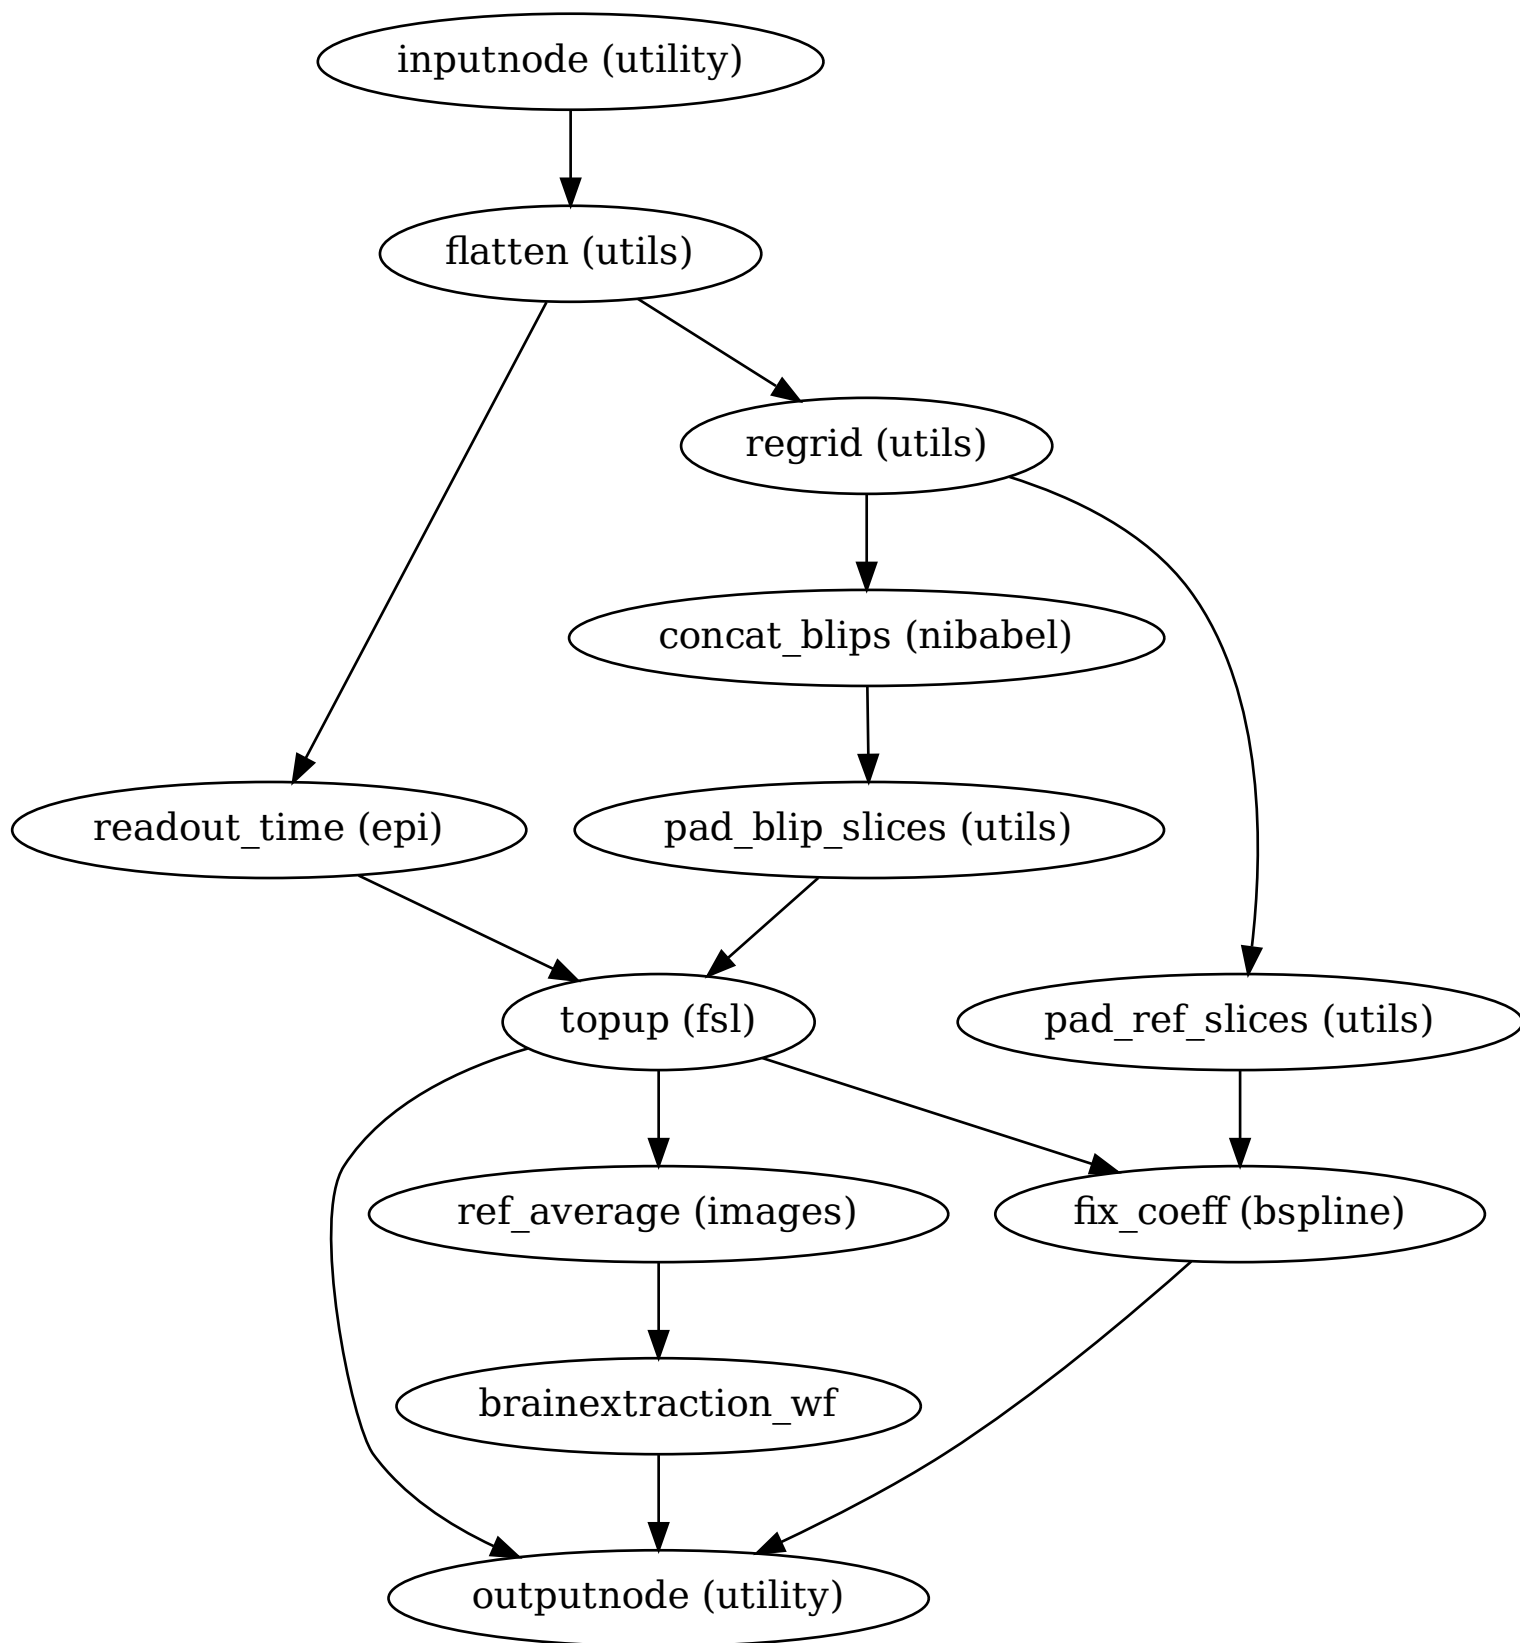 inputnode (utility)
flatten (utils)
regrid (utils)
concat_blips (nibabel)
readout_time (epi)
pad_blip_slices (utils)
topup (fsl)
pad_ref_slices (utils)
ref_average (images)
fix_coeff (bspline)
brainextraction_wf
outputnode (utility)